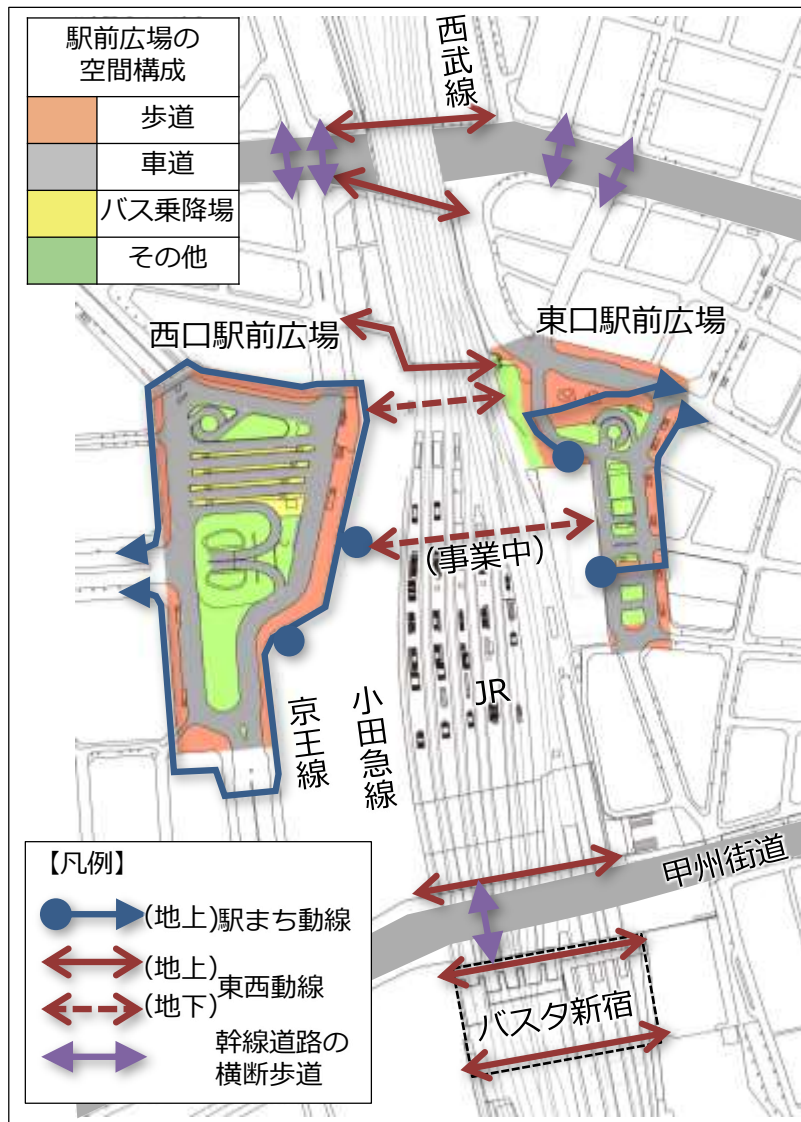 駅前広場の
空間構成
歩道
車道
バス乗降場
その他
西武線
西口駅前広場
東口駅前広場
(事業中)
JR
京王線
小田急線
甲州街道
バスタ新宿
【凡例】
(地上)駅まち動線
(地上)
東西動線
(地下)
幹線道路の
横断歩道